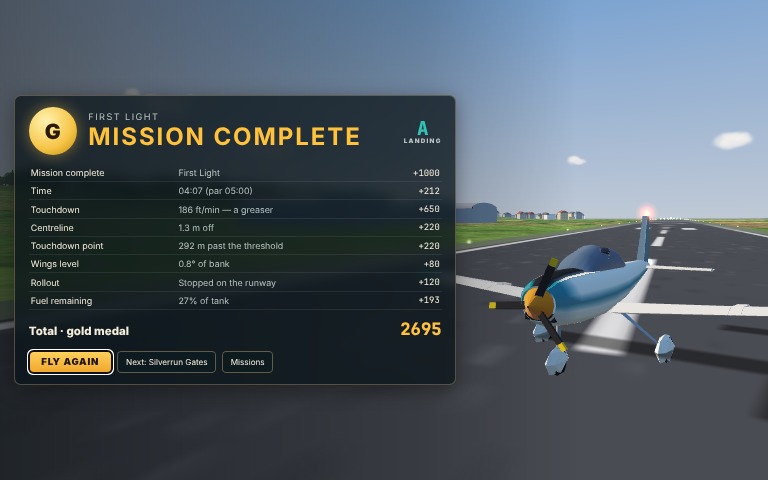 G
FIRST LIGHT
MISSION COMPLETE
A
LANDING
Mission complete First Light +1000
Time 04:07 (par 05:00) +212
Touchdown 186 ft/min — a greaser +650
Centreline 1.3 m off +220
Touchdown point 292 m past the threshold +220
Wings level 0.8° of bank +80
Rollout Stopped on the runway +120
Fuel remaining 27% of tank +193
Total · gold medal 2695
FLY AGAIN Next: Silverrun Gates Missions